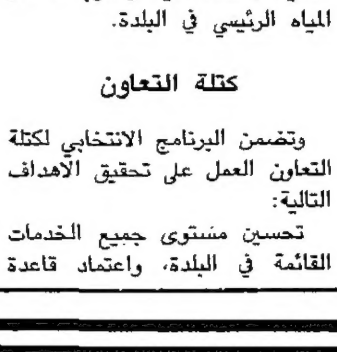 المياه الرئيسي في البلدة.
كتلة التعاون
وتضمن البرنامج الانتخابي لكتلة
التعاون العمل على تحقيق الاهداف
التالية:
تحسين مستوى جميع الخدمات
القائمة في البلدة، واعتماد قاعدة